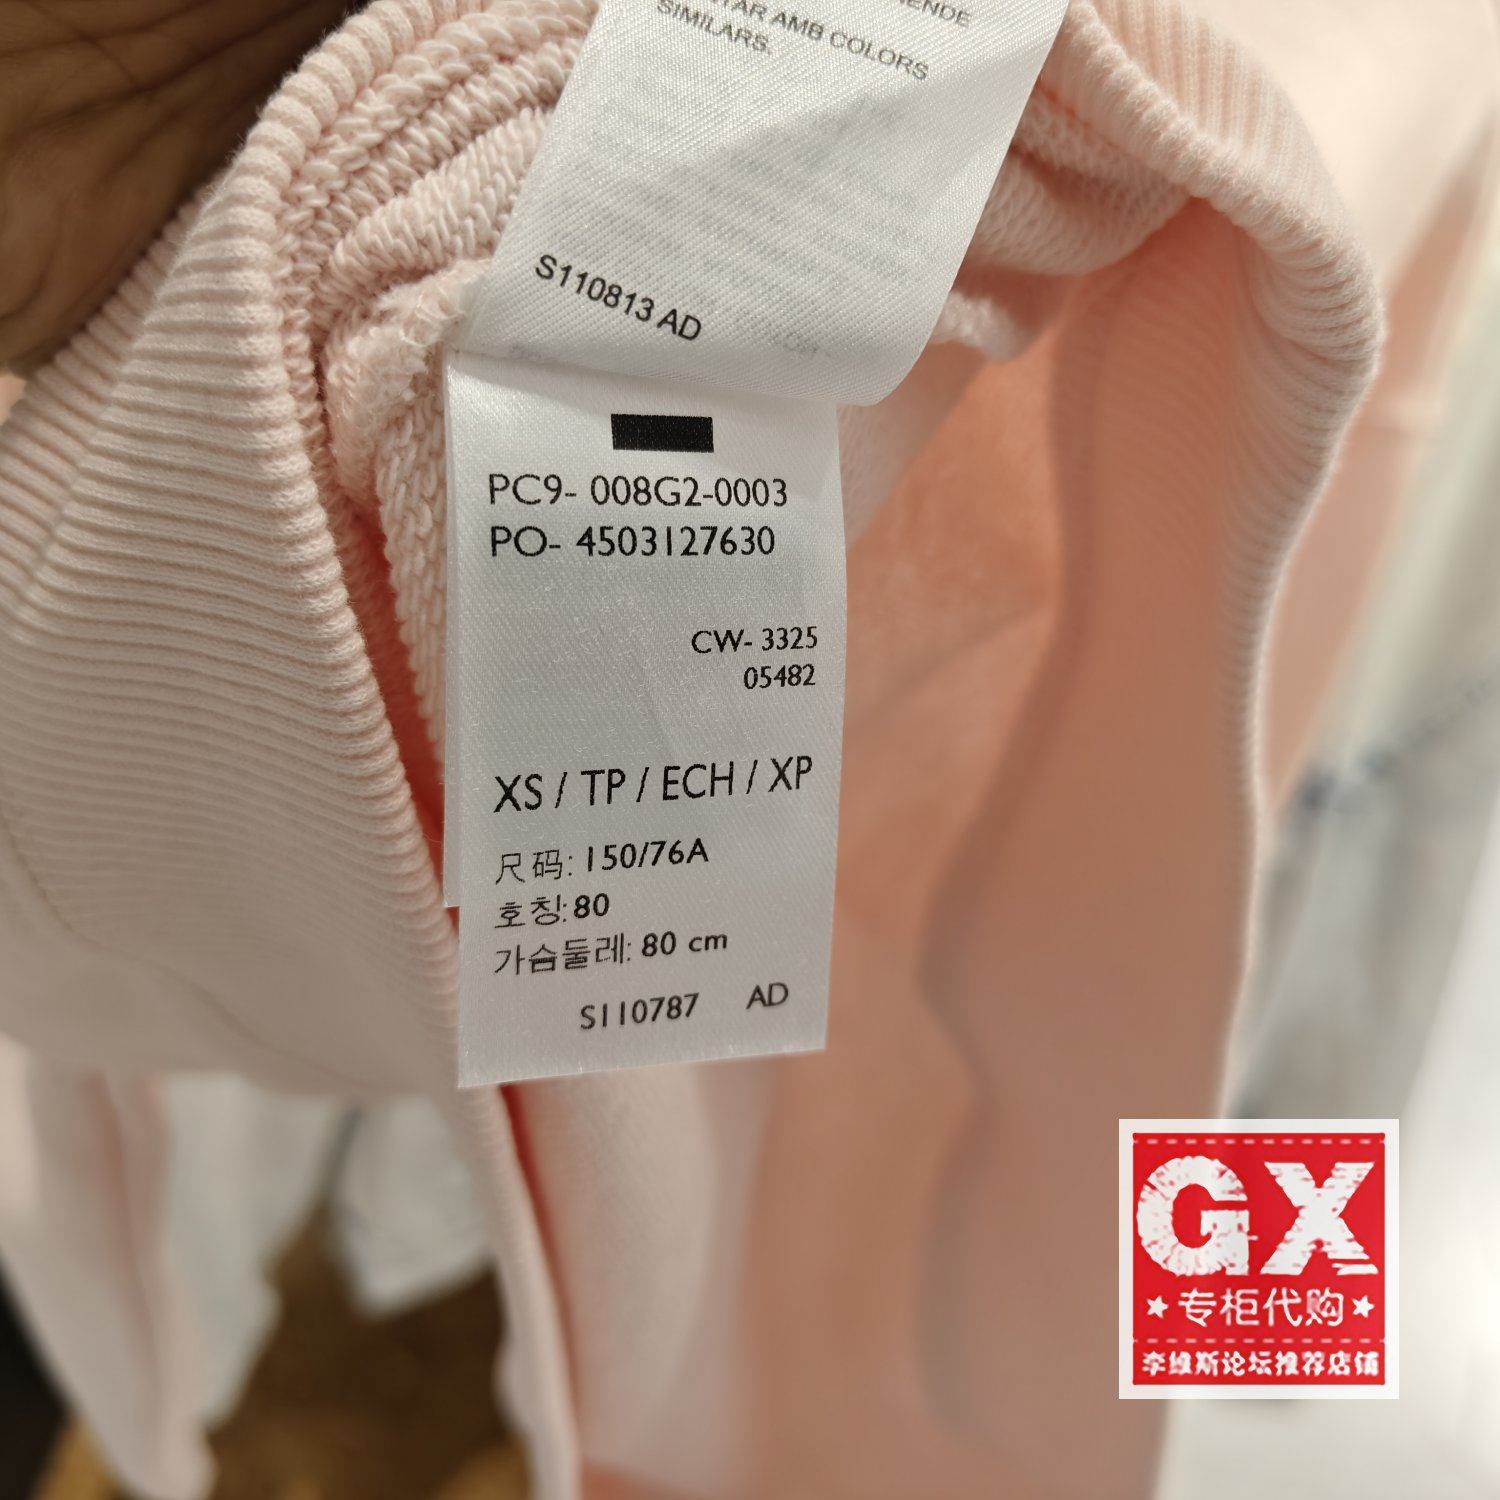 AMB COLORS
SIMILARS.
S110813 AD
PC9- 008G2-0003
PO- 4503127630
CW- 3325
05482
XS / TP / ECH / XP
尺码: 150/76A
호칭: 80
가슴둘레: 80 cm
S110787 AD
GX
★专柜代购★
李维斯论坛推荐店铺